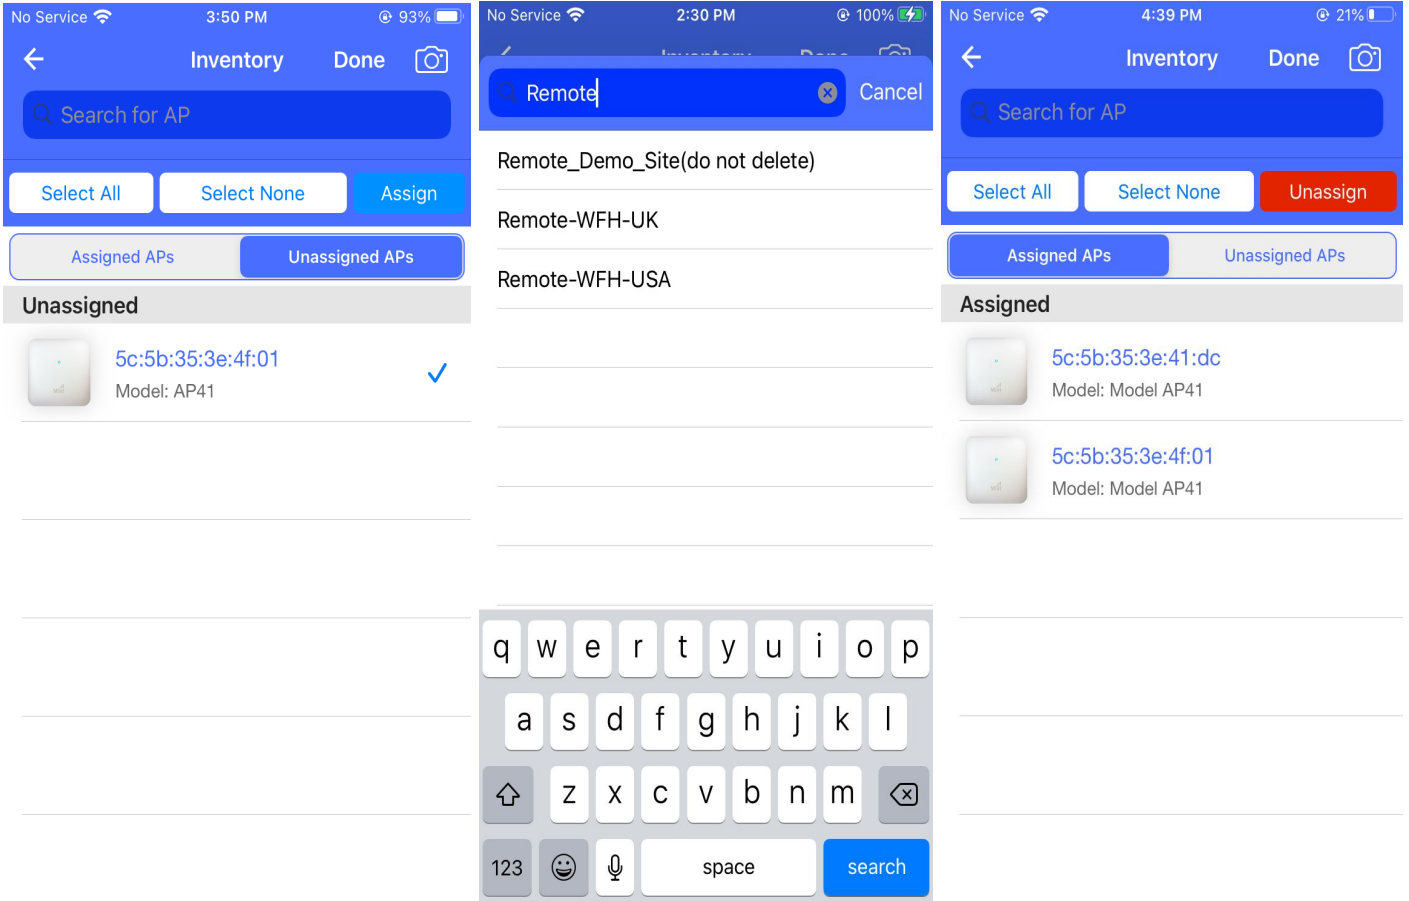 No Service 3:50 PM 93%
Inventory Done
Search for AP
Select All Select None Assign
Assigned APs Unassigned APs
Unassigned
5c:5b:35:3e:4f:01
Model: AP41
No Service 2:30 PM 100%
Inventory Done
Remote Cancel
Remote_Demo_Site(do not delete)
Remote-WFH-UK
Remote-WFH-USA
q w e r t y u i o p
a s d f g h j k l
z x c v b n m
123 space search
No Service 4:39 PM 21%
Inventory Done
Search for AP
Select All Select None Unassign
Assigned APs Unassigned APs
Assigned
5c:5b:35:3e:41:dc
Model: Model AP41
5c:5b:35:3e:4f:01
Model: Model AP41